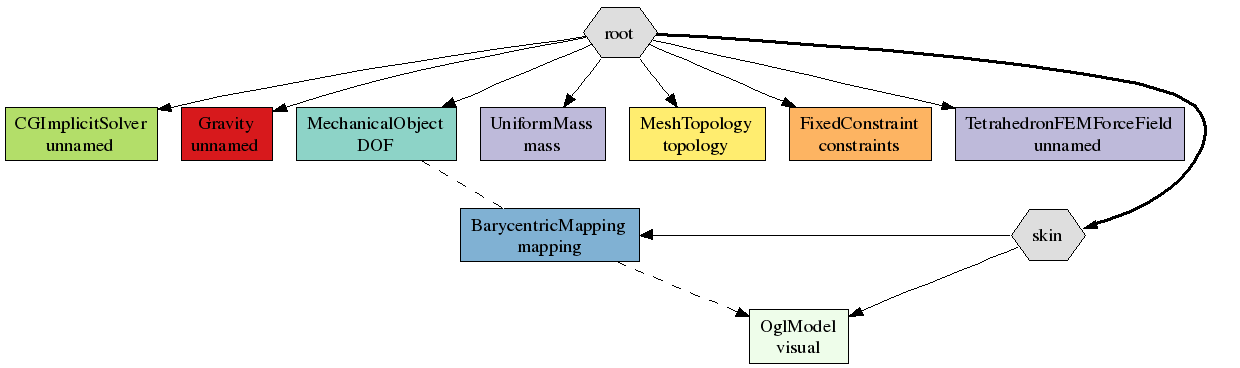 root
CGImplicitSolver
unnamed
Gravity
unnamed
MechanicalObject
DOF
UniformMass
mass
MeshTopology
topology
FixedConstraint
constraints
TetrahedronFEMForceField
unnamed
BarycentricMapping
mapping
skin
OglModel
visual